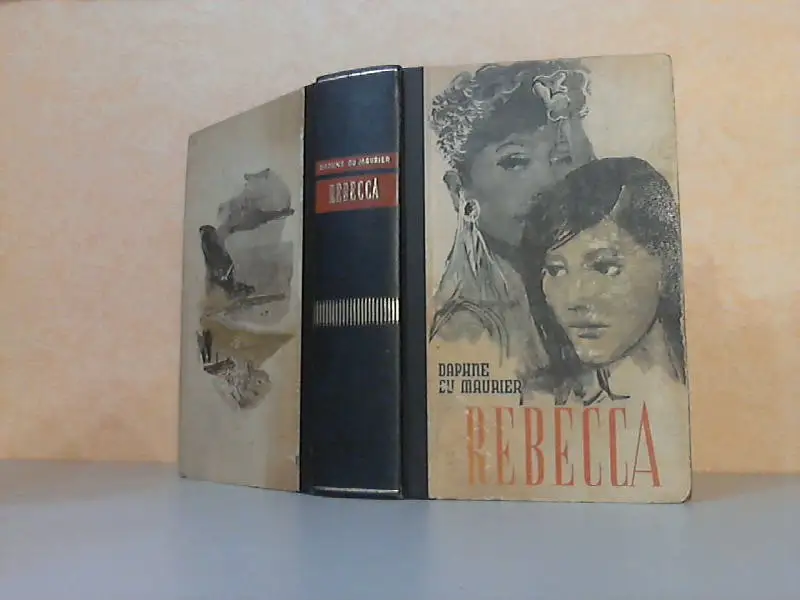 DAPHNE DU MAURIER
REBECCA
DAPHNE
DU MAURIER
REBECCA